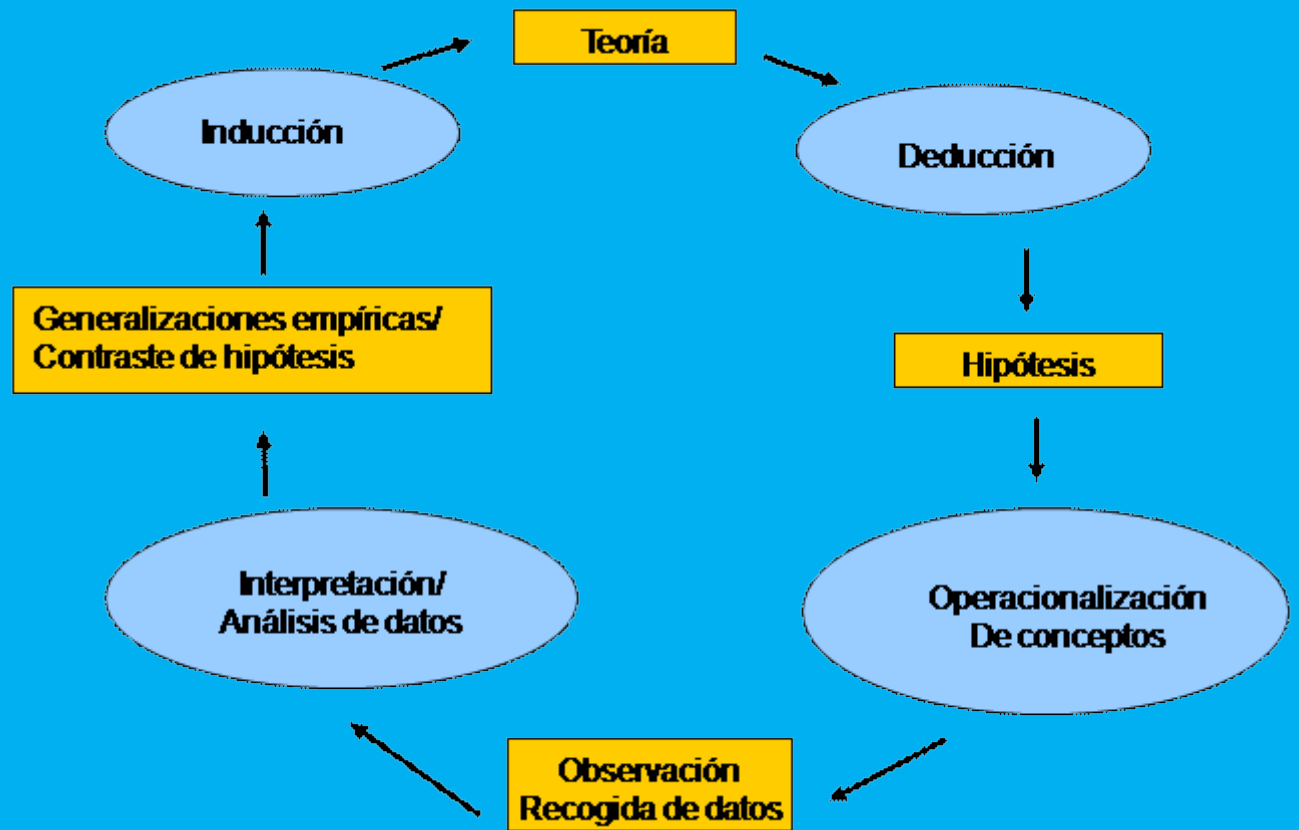 Teoría
Inducción
Deducción
Generalizaciones empíricas/
Contraste de hipótesis
Hipótesis
Interpretación/
Análisis de datos
Operacionalización
De conceptos
Observación
Recogida de datos